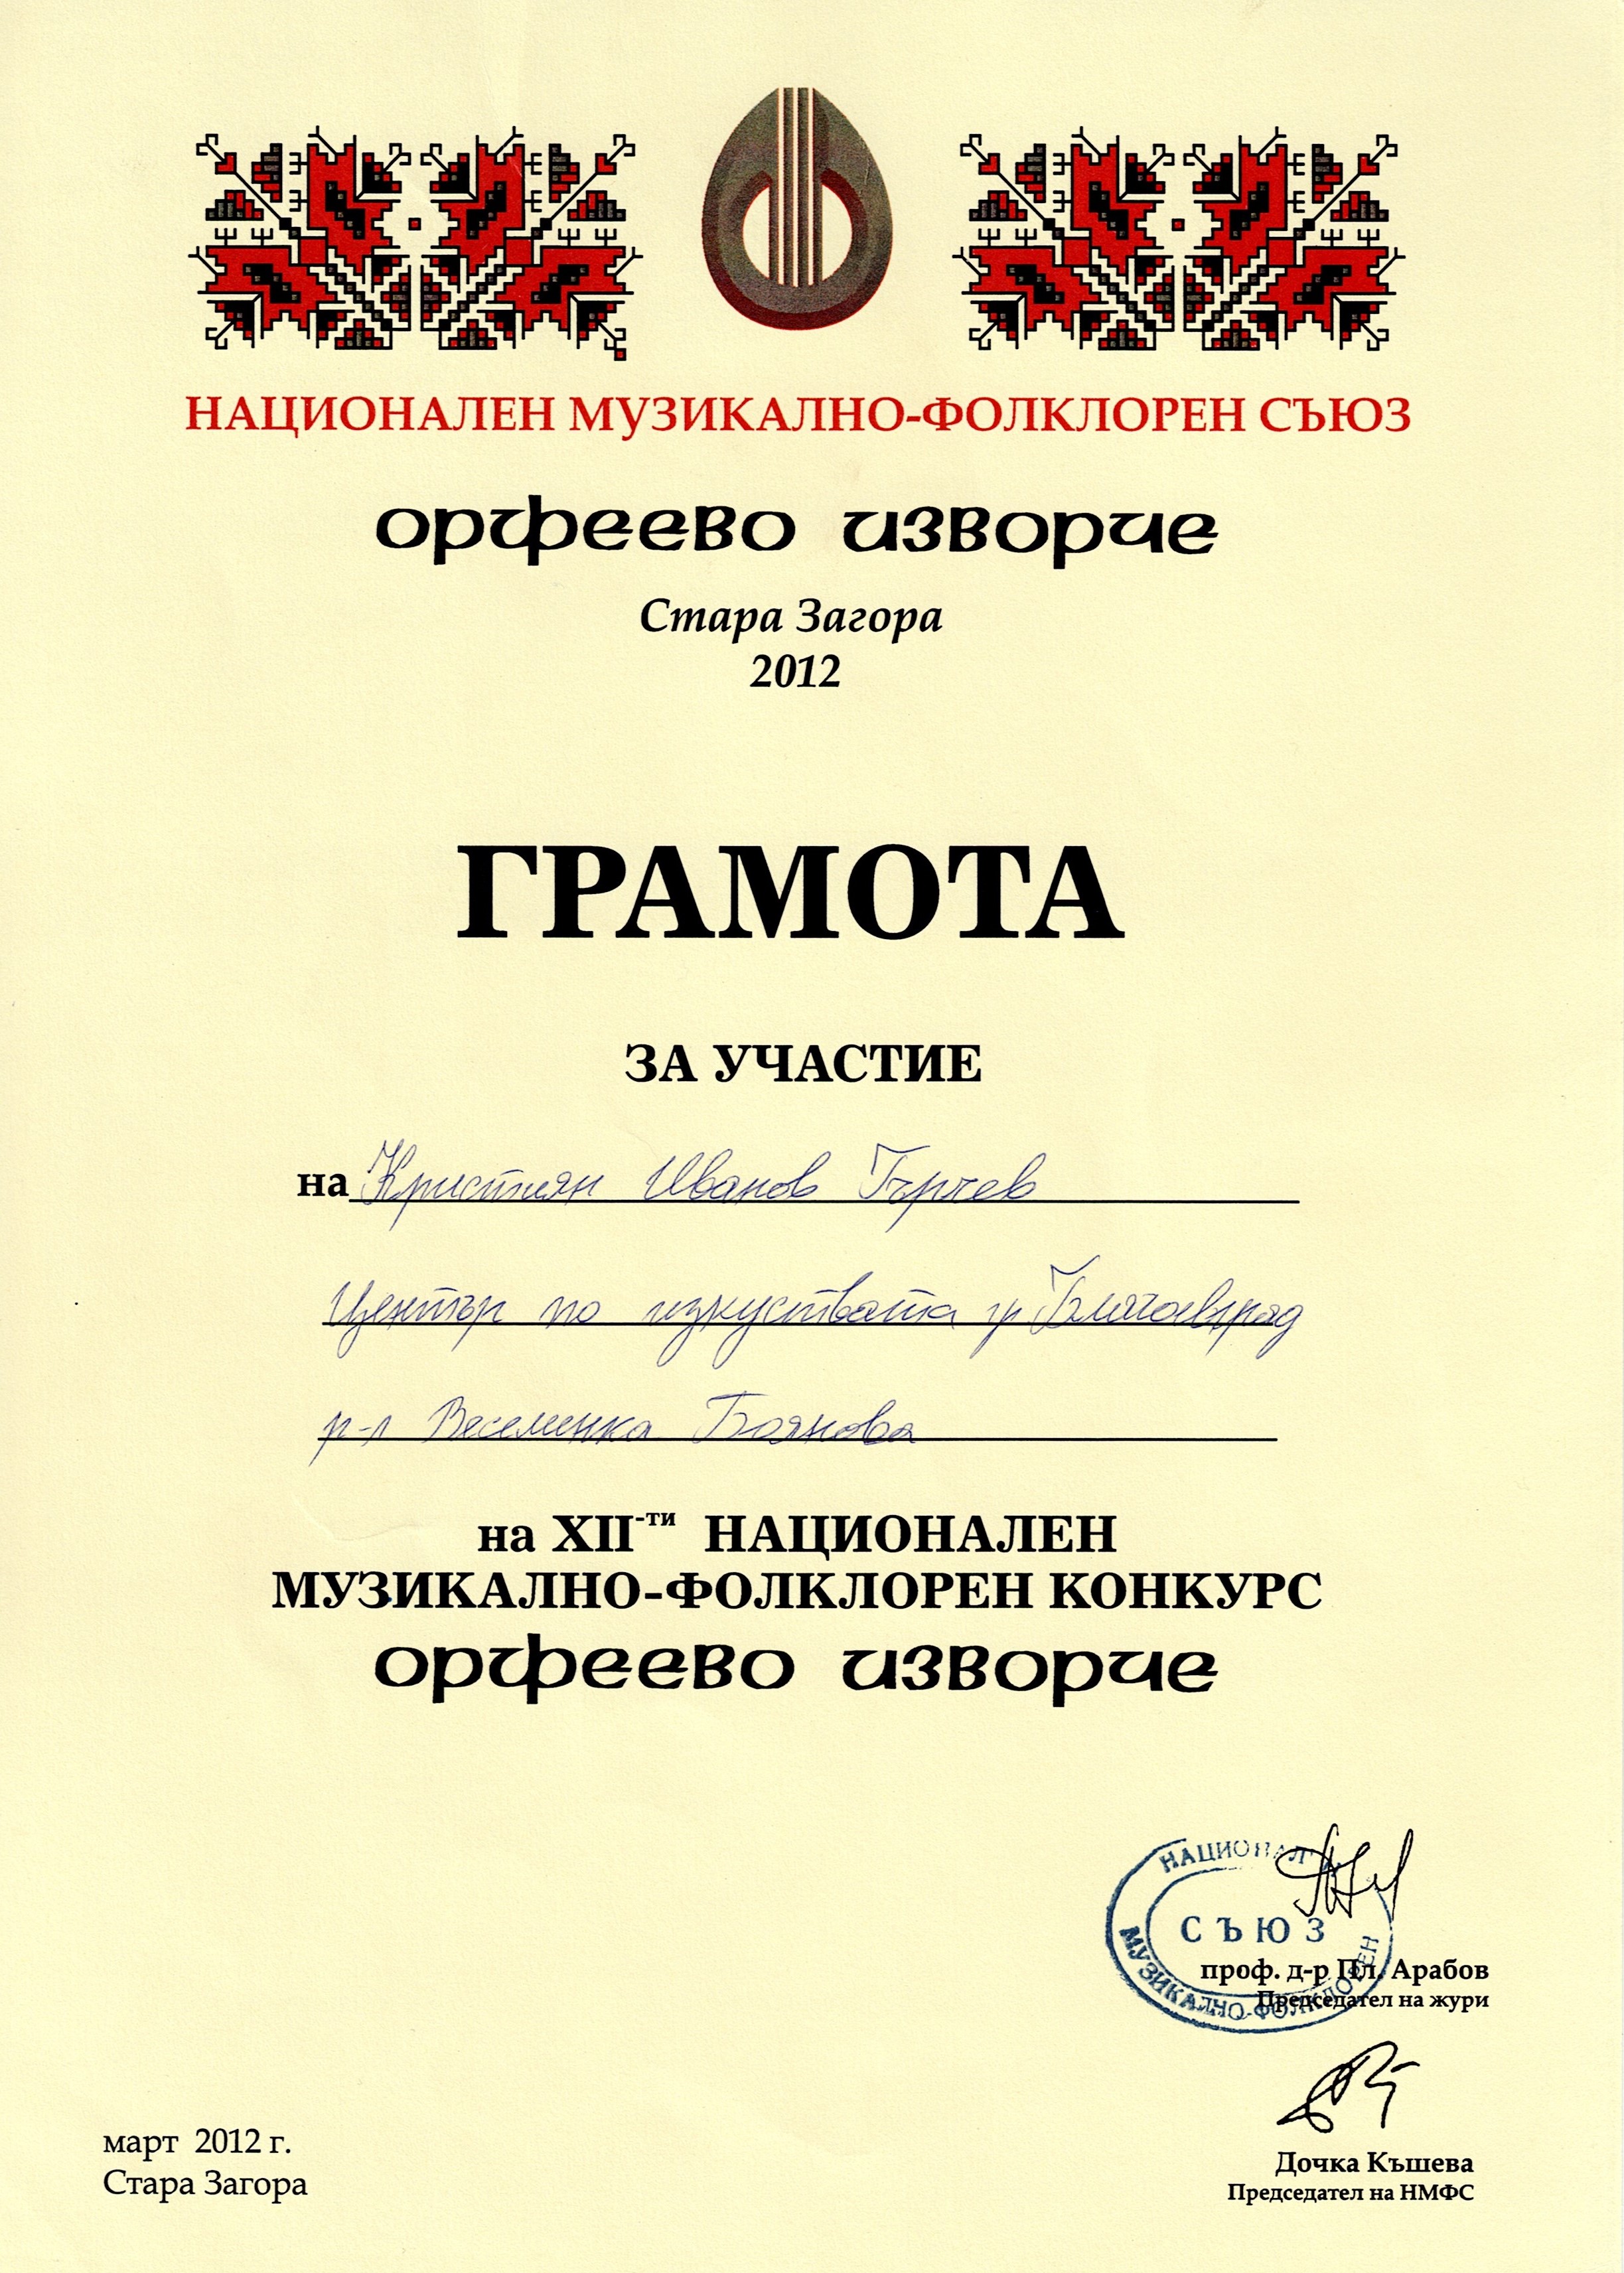 НАЦИОНАЛЕН МУЗИКАЛНО-ФОЛКЛОРЕН СЪЮЗ
орфеево изворче
Стара Загора
2012
ГРАМОТА
ЗА УЧАСТИЕ
на Кристиян Иванов Гърчев
Център по изкуствата гр Благоевград
р-л Веселинка Боянова
на XII-ти НАЦИОНАЛЕН
МУЗИКАЛНО-ФОЛКЛОРЕН КОНКУРС
орфеево изворче
НАЦИОНАЛ
СЪЮЗ
МУЗИКАЛНО-ФОЛКЛОРЕН
проф. д-р Пл. Арабов
Председател на жури
Дочка Къшева
Председател на НМФС
март 2012 г.
Стара Загора